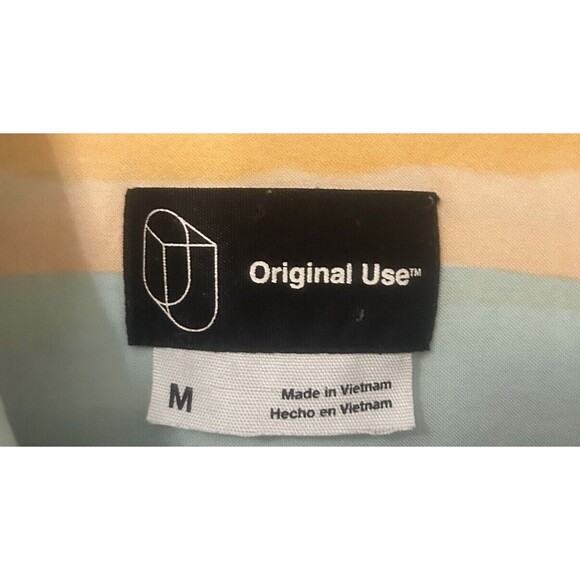 Original Use™
M
Made in Vietnam
Hecho en Vietnam